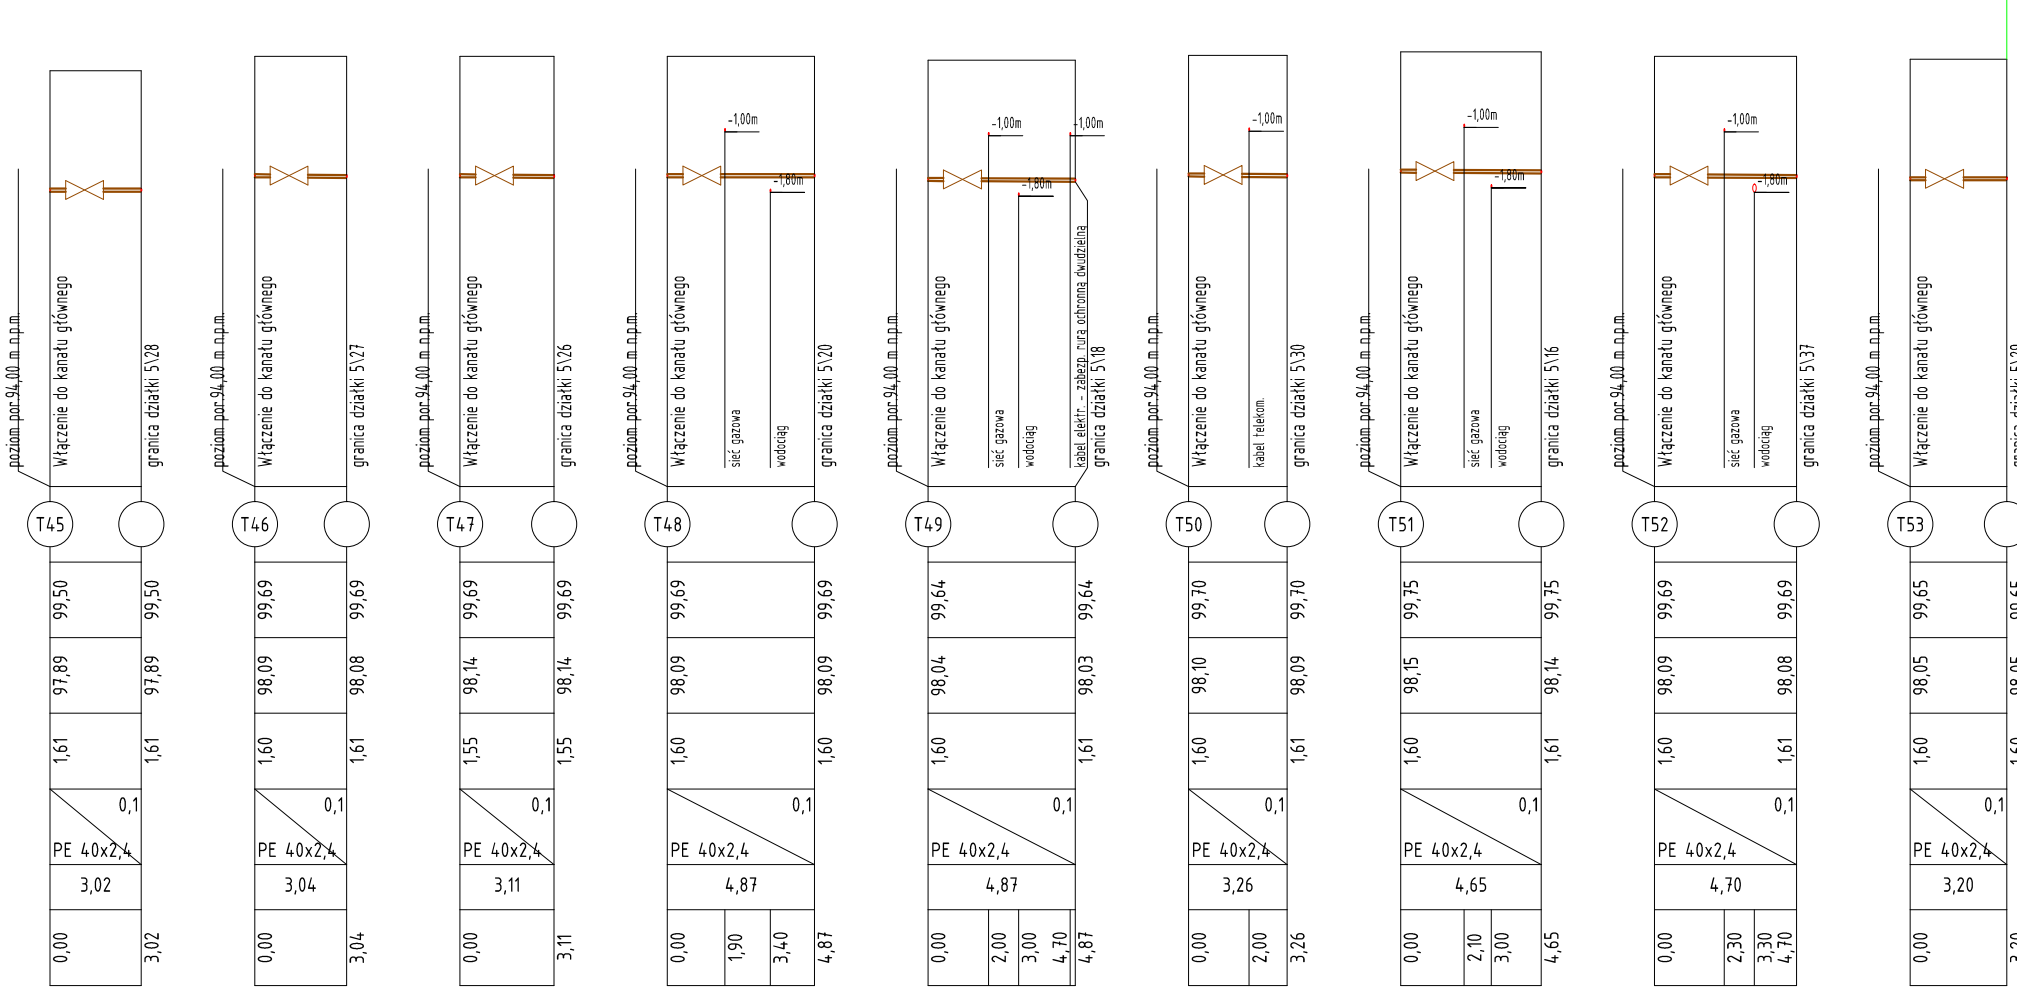 poziom por.94,00 m n.p.m.
Włączenie do kanału głównego
granica działki 5\28
T45
99,50
99,50
97,89
97,89
1,61
1,61
0,1
PE 40x2,4
3,02
0,00
3,02
poziom por.94,00 m n.p.m.
Włączenie do kanału głównego
granica działki 5\27
T46
99,69
99,69
98,09
98,08
1,60
1,61
0,1
PE 40x2,4
3,04
0,00
3,04
poziom por.94,00 m n.p.m.
Włączenie do kanału głównego
granica działki 5\26
T47
99,69
99,69
98,14
98,14
1,55
1,55
0,1
PE 40x2,4
3,11
0,00
3,11
-1,00m
-1,80m
poziom por.94,00 m n.p.m.
Włączenie do kanału głównego
sieć gazowa
wodociąg
granica działki 5\20
T48
99,69
99,69
98,09
98,09
1,60
1,60
0,1
PE 40x2,4
4,87
0,00
1,90
3,40
4,87
-1,00m
-1,00m
-1,80m
poziom por.94,00 m n.p.m.
Włączenie do kanału głównego
sieć gazowa
wodociąg
kabel elektr. - zabezp. rurą ochronną dwudzielną
granica działki 5\18
T49
99,64
99,64
98,04
98,03
1,60
1,61
0,1
PE 40x2,4
4,87
0,00
2,00
3,00
4,70
4,87
-1,00m
poziom por.94,00 m n.p.m.
Włączenie do kanału głównego
kabel telekom.
granica działki 5\30
T50
99,70
99,70
98,10
98,09
1,60
1,61
0,1
PE 40x2,4
3,26
0,00
2,00
3,26
-1,00m
-1,80m
poziom por.94,00 m n.p.m.
Włączenie do kanału głównego
sieć gazowa
wodociąg
granica działki 5\16
T51
99,75
99,75
98,15
98,14
1,60
1,61
0,1
PE 40x2,4
4,65
0,00
2,10
3,00
4,65
-1,00m
-1,80m
poziom por.94,00 m n.p.m.
Włączenie do kanału głównego
sieć gazowa
wodociąg
granica działki 5\37
T52
99,69
99,69
98,09
98,08
1,60
1,61
0,1
PE 40x2,4
4,70
0,00
2,30
3,30
4,70
poziom por.94,00 m n.p.m.
Włączenie do kanału głównego
T53
99,65
99,65
98,05
98,05
1,60
1,60
0,1
PE 40x2,4
3,20
0,00
3,20